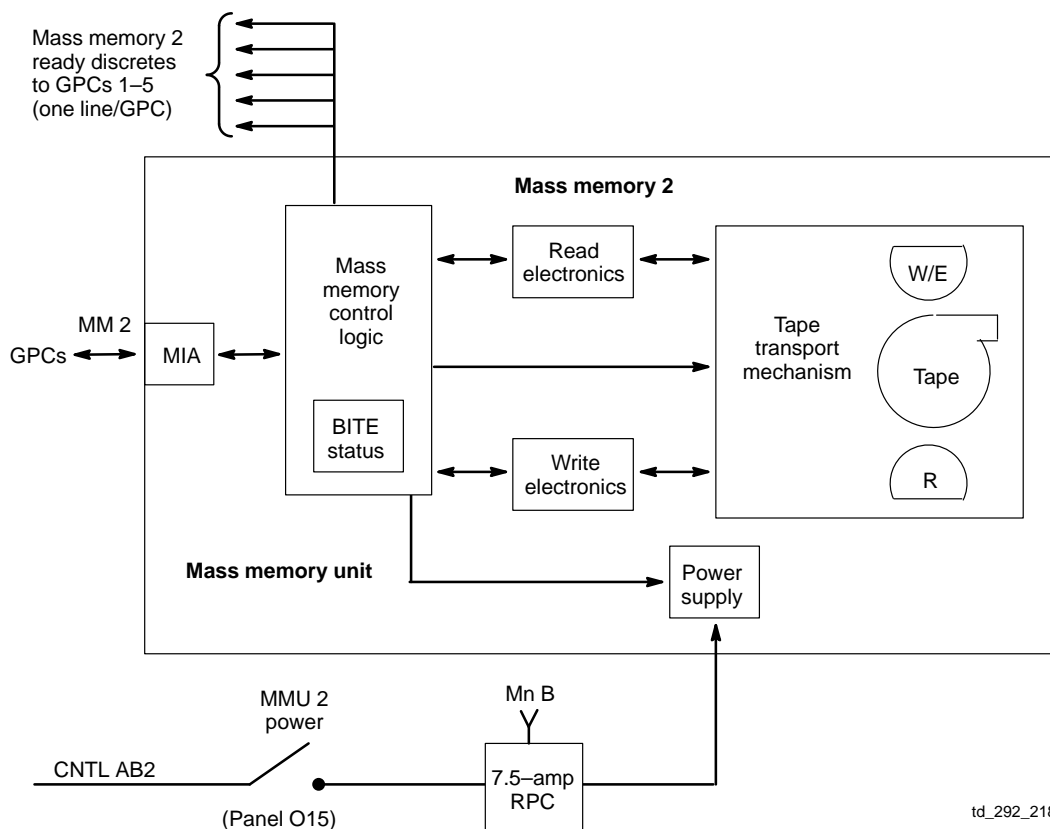 Mass memory 2
ready discretes
to GPCs 1–5
(one line/GPC)
Mass memory 2
Mass
memory
control
logic
Read
electronics
W/E
MM 2
GPCs
MIA
Tape
transport
mechanism
Tape
BITE
status
Write
electronics
R
Mass memory unit
Power
supply
MMU 2
power
Mn B
CNTL AB2
7.5–amp
RPC
(Panel O15)
td_292_218